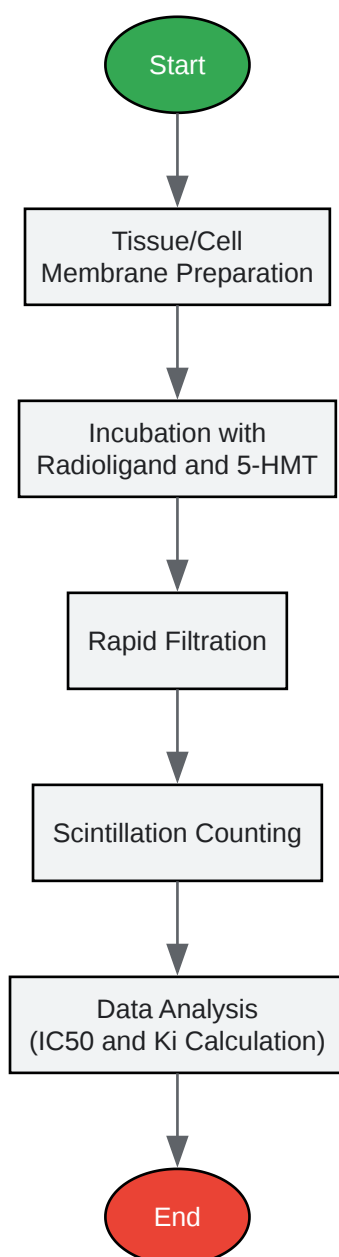 Start
Tissue/Cell
Membrane Preparation
Incubation with
Radioligand and 5-HMT
Rapid Filtration
Scintillation Counting
Data Analysis
(IC50 and Ki Calculation)
End